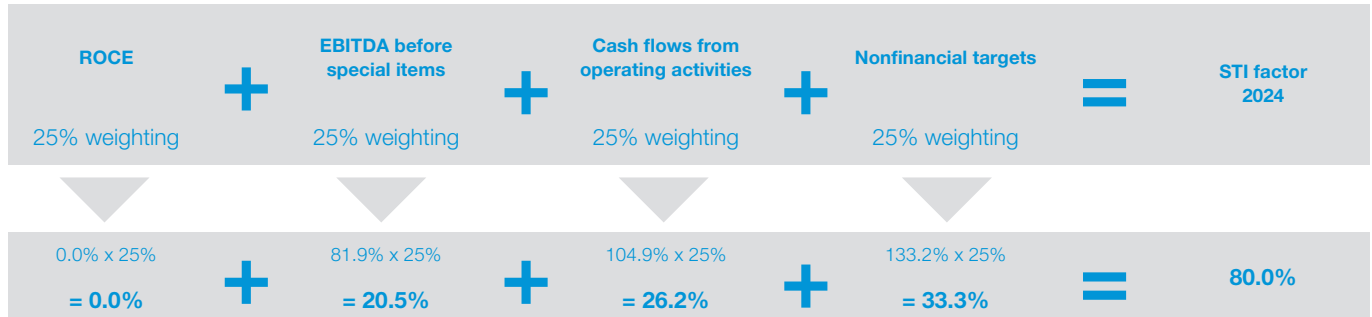 ROCE
25% weighting
+
EBITDA before
special items
25% weighting
+
Cash flows from
operating activities
25% weighting
+
Nonfinancial targets
25% weighting
=
STI factor
2024
0.0% x 25%
= 0.0%
+
81.9% x 25%
= 20.5%
+
104.9% x 25%
= 26.2%
+
133.2% x 25%
= 33.3%
=
80.0%